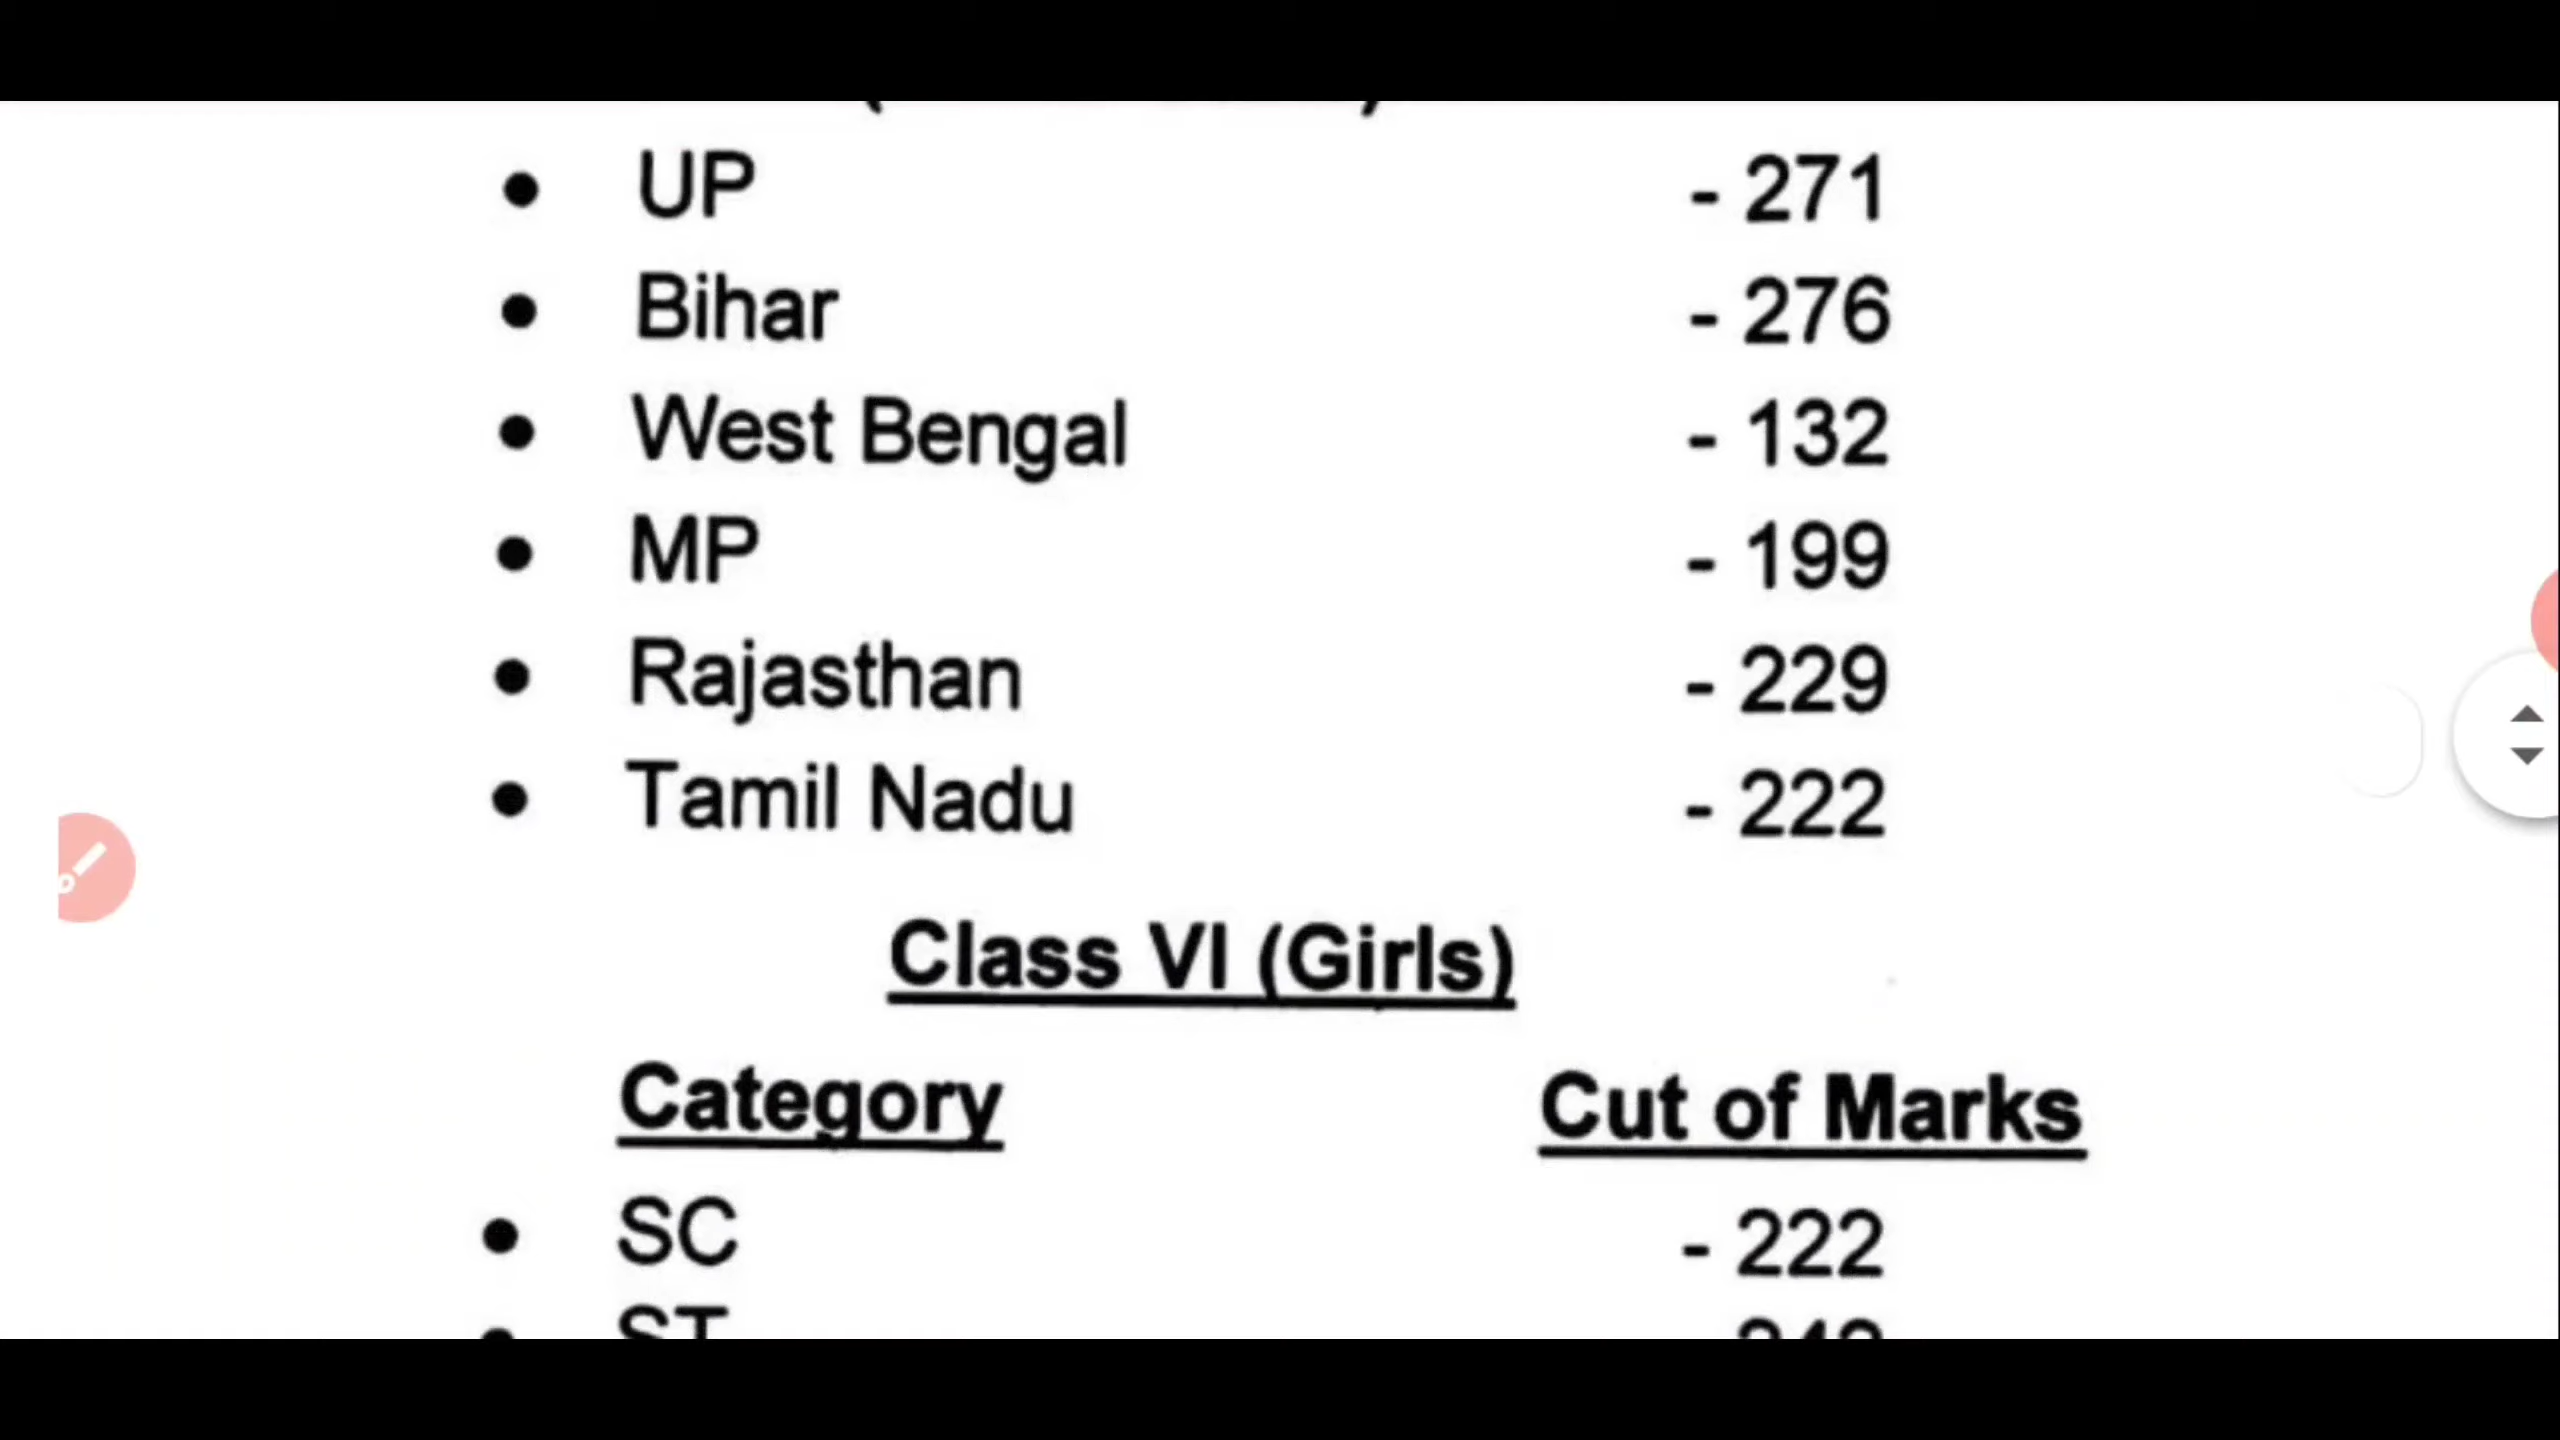 • UP - 271
• Bihar - 276
• West Bengal - 132
• MP - 199
• Rajasthan - 229
• Tamil Nadu - 222
Class VI (Girls)
Category Cut of Marks
• SC - 222
• ST